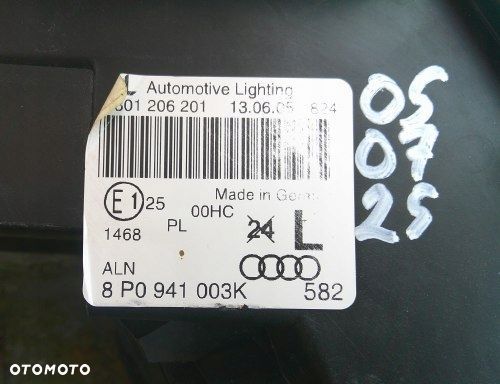 L Automotive Lighting
301 206 201 13.06.05 824
E1 25
Made in
00HC
PL
1468
24 L
ALN
8 P0 941 003K 582
05
07
25
OTOMOTO